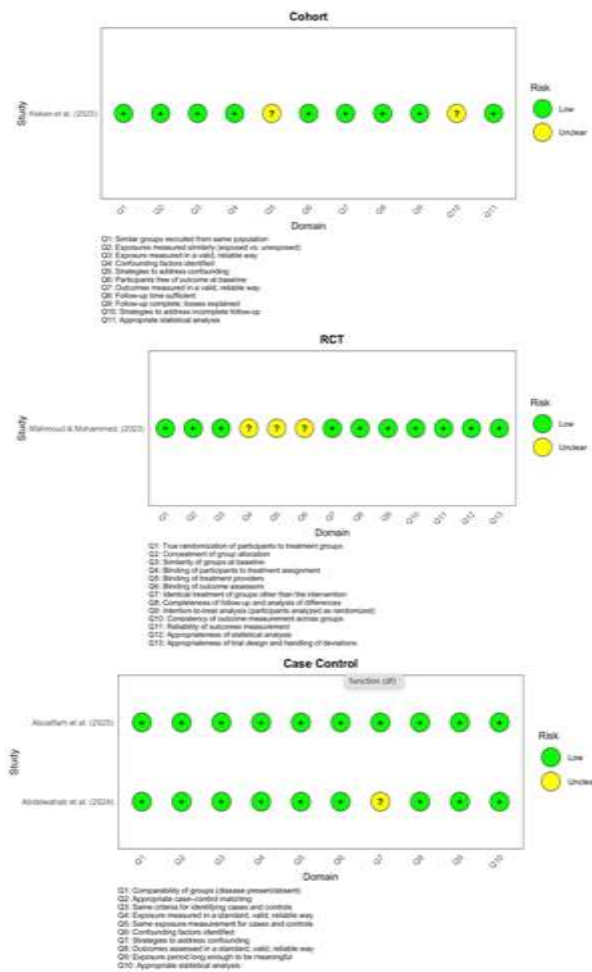 Cohort
Study
et al. (2025)
+ + + + ? + + + + ? +
Risk
+ Low
? Unclear
Q1 Q2 Q3 Q4 Q5 Q6 Q7 Q8 Q9 Q10 Q11
Domain
Q1: Similar groups recruited from same population
Q2: Exposures measured similarly (exposed vs. unexposed)
Q3: Exposure measured in a valid, reliable way
Q4: Confounding factors identified
Q5: Strategies to address confounding
Q6: Participants free of outcome at baseline
Q7: Outcomes measured in a valid, reliable way
Q8: Follow-up time sufficient
Q9: Follow-up complete; losses explained
Q10: Strategies to address incomplete follow-up
Q11: Appropriate statistical analysis
RCT
Study
Mahmoud & Mohammed, (2023)
+ + + ? ? ? + + + + + + +
Risk
+ Low
? Unclear
Q1 Q2 Q3 Q4 Q5 Q6 Q7 Q8 Q9 Q10 Q11 Q12 Q13
Domain
Q1: True randomization of participants to treatment groups
Q2: Concealment of group allocation
Q3: Similarity of groups at baseline
Q4: Blinding of participants to treatment assignment
Q5: Blinding of treatment providers
Q6: Blinding of outcome assessors
Q7: Identical treatment of groups other than the intervention
Q8: Completeness of follow-up and analysis of differences
Q9: Intention-to-treat analysis (participants analyzed as randomized)
Q10: Consistency of outcome measurement across groups
Q11: Reliability of outcomes measurement
Q12: Appropriateness of statistical analysis
Q13: Appropriateness of trial design and handling of deviations
Case Control
function (df)
Study
et al. (2025)
+ + + + + + + + + +
Abdelwahab et al. (2024)
+ + + + + + ? + + +
Risk
+ Low
? Unclear
Q1 Q2 Q3 Q4 Q5 Q6 Q7 Q8 Q9 Q10
Domain
Q1: Comparability of groups (disease present/absent)
Q2: Appropriate case-control matching
Q3: Same criteria for identifying cases and controls
Q4: Exposure measured in a standard, valid, reliable way
Q5: Same exposure measurement for cases and controls
Q6: Confounding factors identified
Q7: Strategies to address confounding
Q8: Outcomes assessed in a standard, valid, reliable way
Q9: Exposure period long enough to be meaningful
Q10: Appropriate statistical analysis